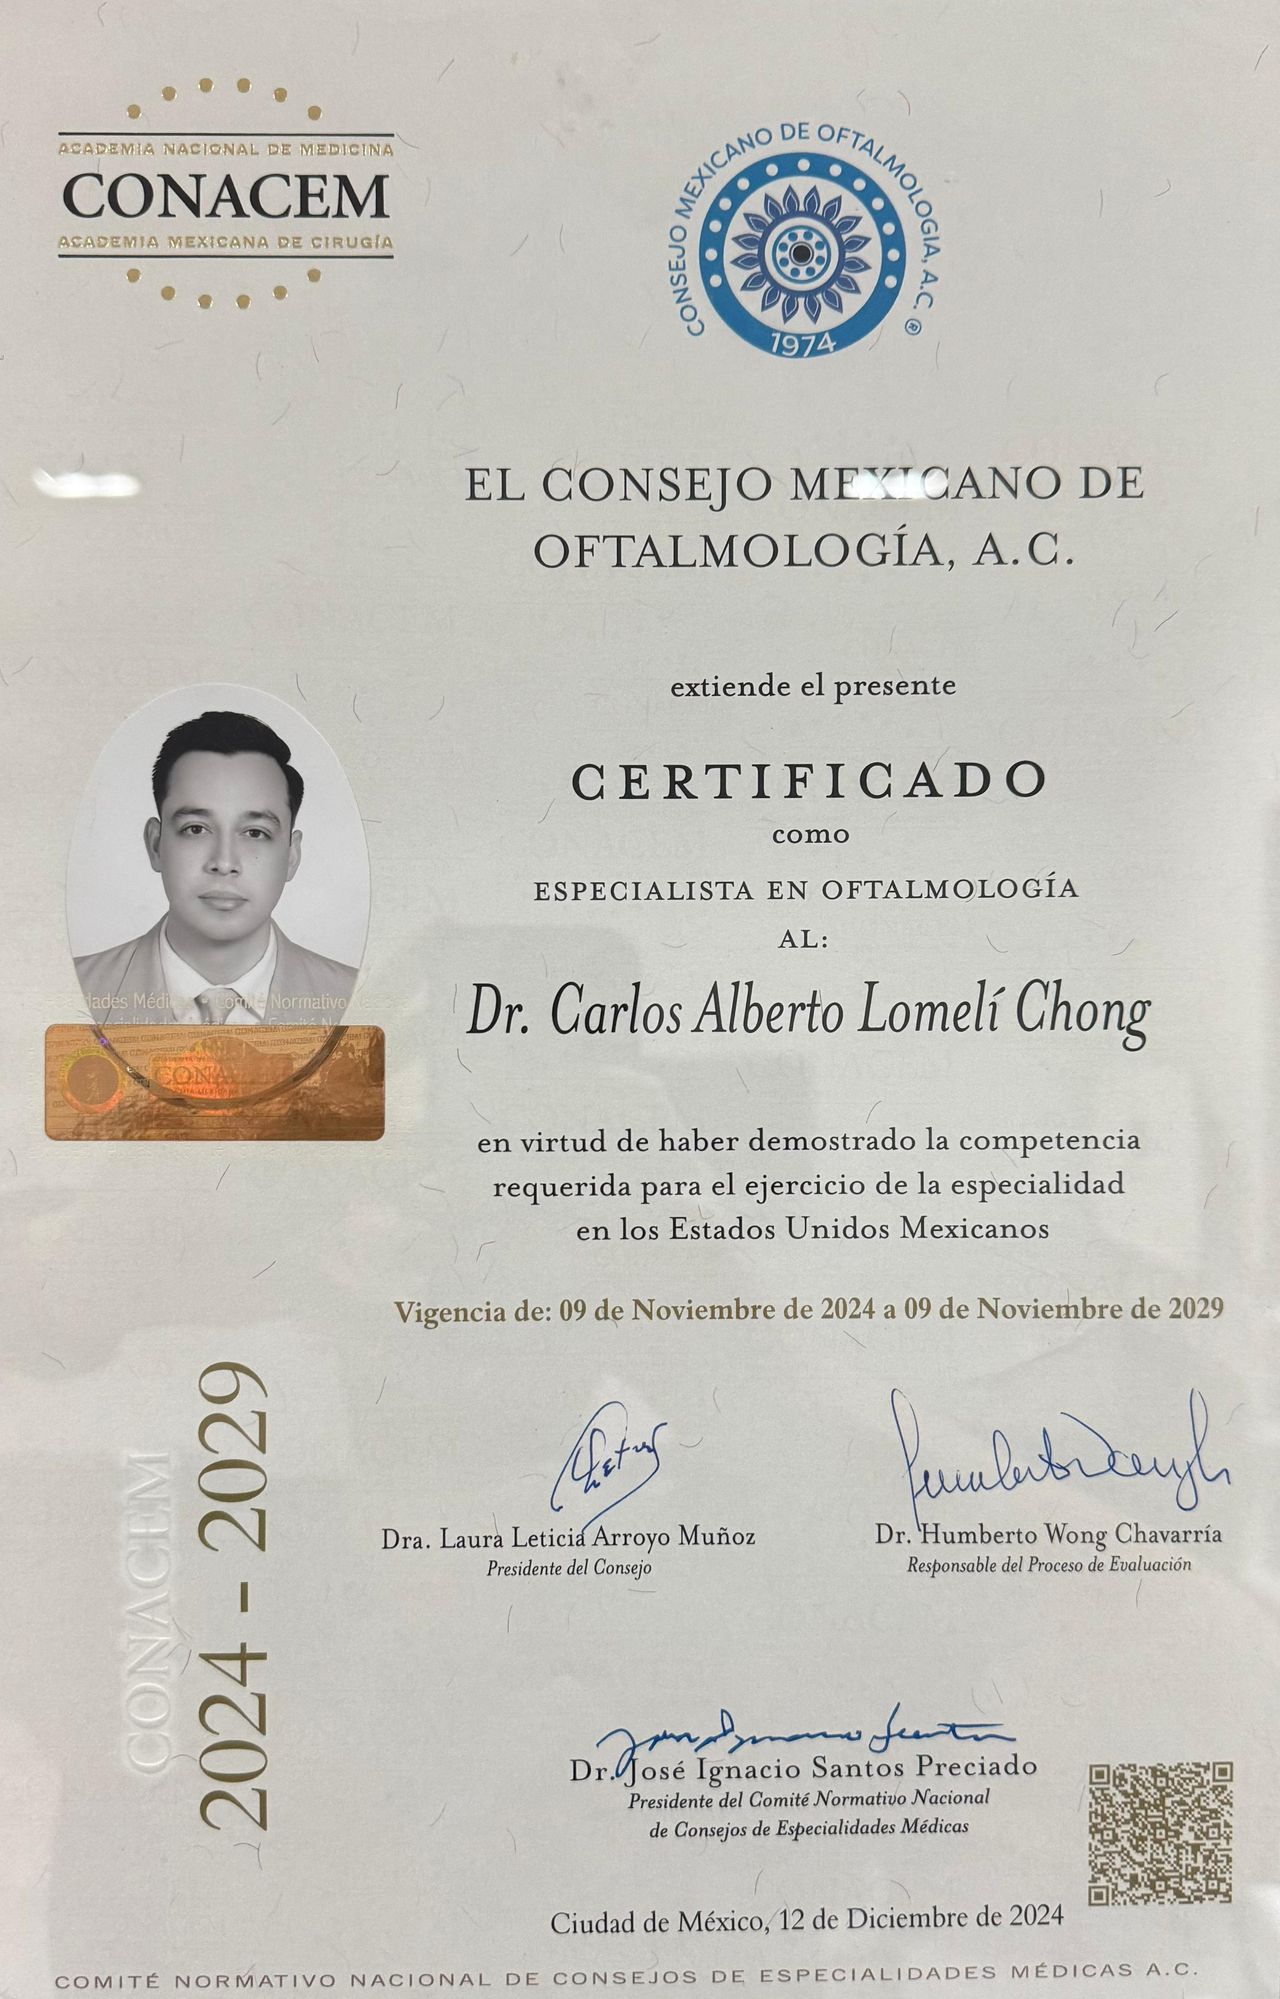 ACADEMIA NACIONAL DE MEDICINA
CONACEM
ACADEMIA MEXICANA DE CIRUGÍA
CONSEJO MEXICANO DE OFTALMOLOGIA, A.C. ®
1974
EL CONSEJO MEXICANO DE
OFTALMOLOGÍA, A.C.
extiende el presente
CERTIFICADO
como
ESPECIALISTA EN OFTALMOLOGÍA
AL:
Dr. Carlos Alberto Lomelí Chong
Comité Normativo
CONA
en virtud de haber demostrado la competencia
requerida para el ejercicio de la especialidad
en los Estados Unidos Mexicanos
Vigencia de: 09 de Noviembre de 2024 a 09 de Noviembre de 2029
CONACEM
2024 - 2029
Dra. Laura Leticia Arroyo Muñoz
Presidente del Consejo
Dr. Humberto Wong Chavarría
Responsable del Proceso de Evaluación
Dr. José Ignacio Santos Preciado
Presidente del Comité Normativo Nacional
de Consejos de Especialidades Médicas
Ciudad de México, 12 de Diciembre de 2024
COMITÉ NORMATIVO NACIONAL DE CONSEJOS DE ESPECIALIDADES MÉDICAS A.C.